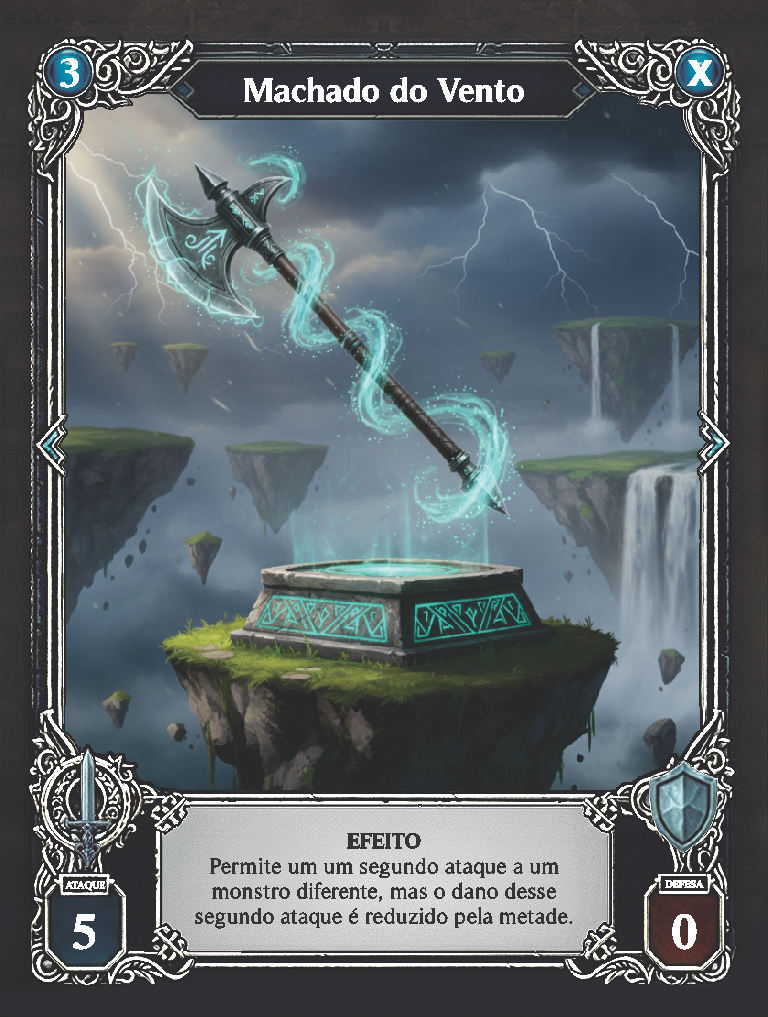 3
Machado do Vento
X
EFEITO
Permite um um segundo ataque a um
monstro diferente, mas o dano desse
segundo ataque é reduzido pela metade.
ATAQUE
5
DEFESA
0